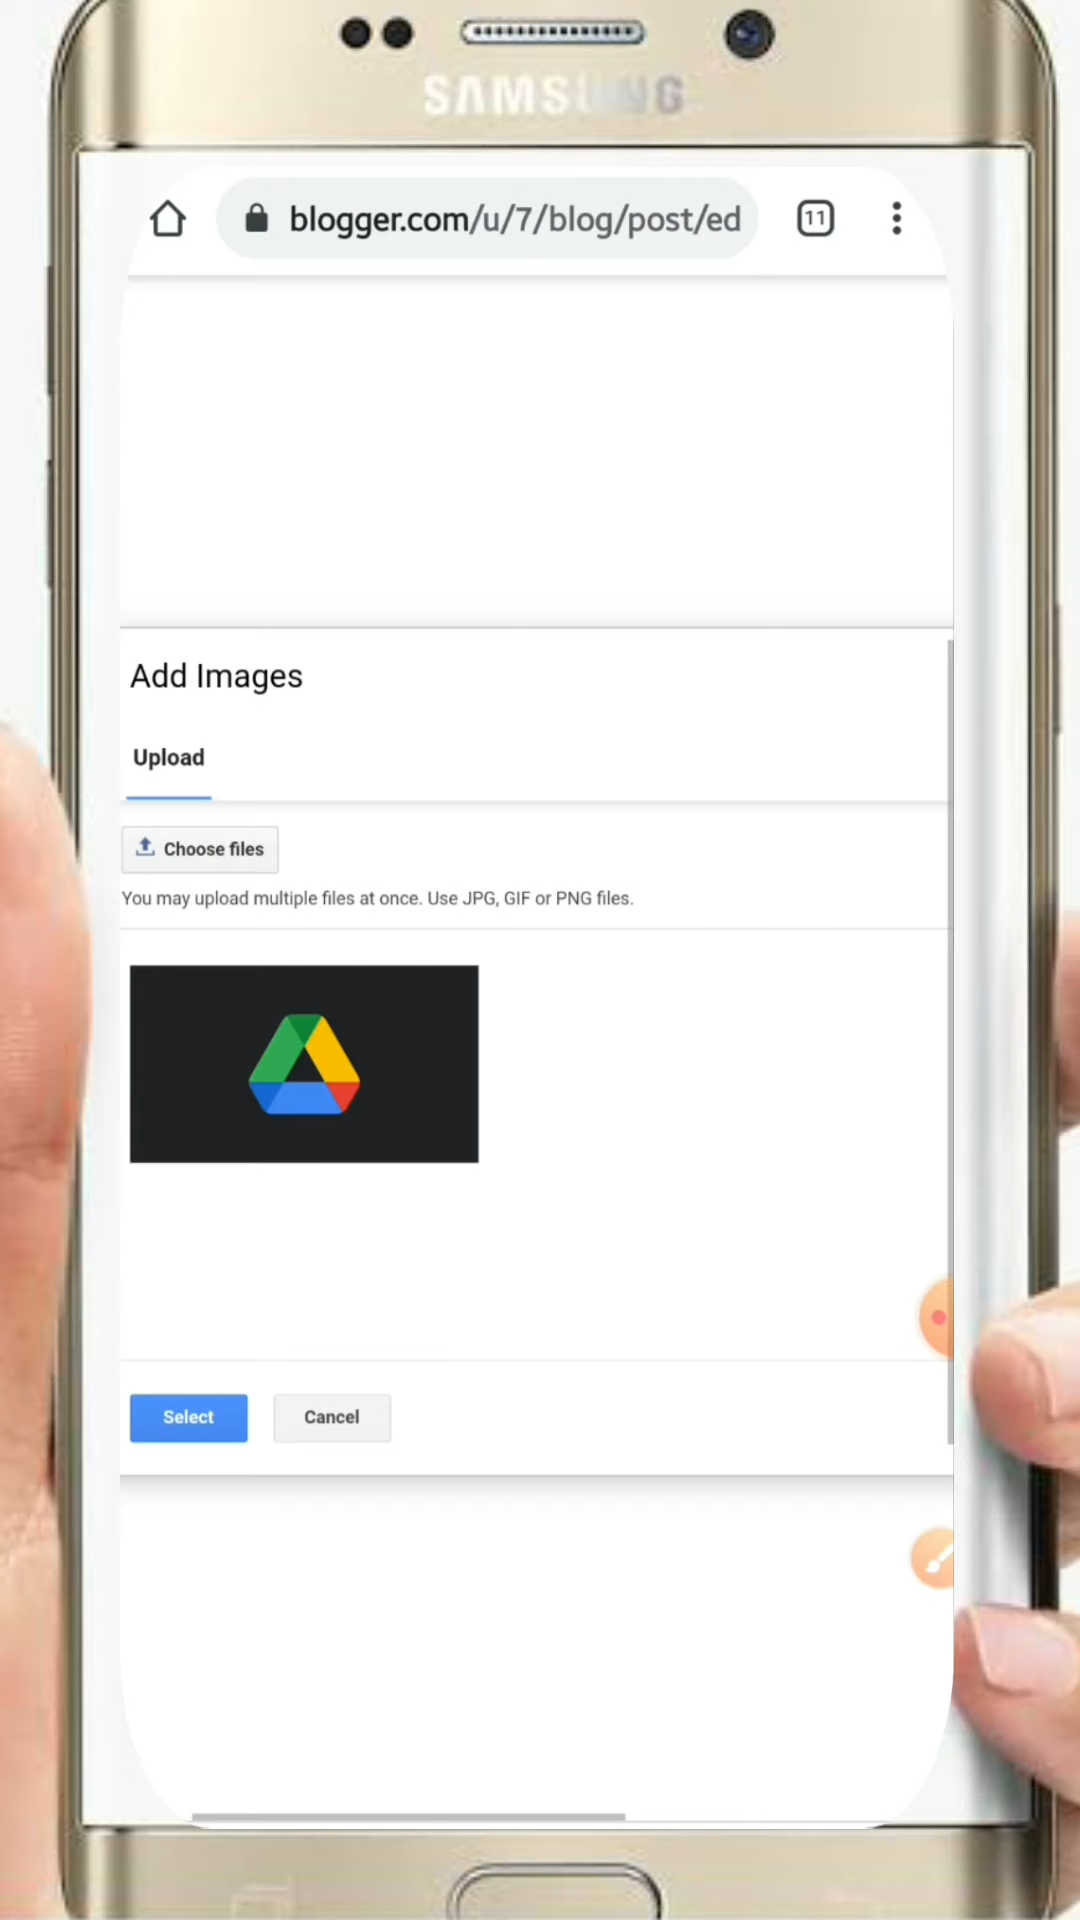 SAMSUNG
blogger.com/u/7/blog/post/ed
11
Add Images
Upload
Choose files
You may upload multiple files at once. Use JPG, GIF or PNG files.
Select
Cancel